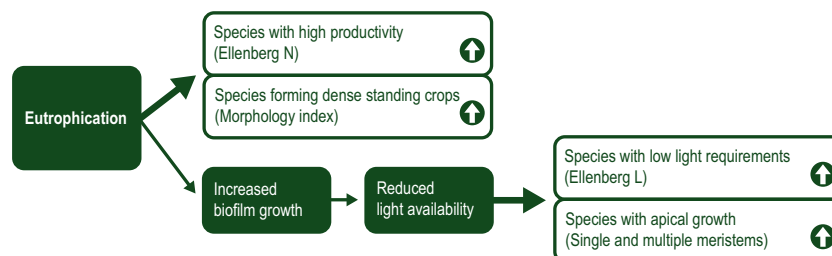 Species with high productivity
(Ellenberg N)
Species forming dense standing crops
(Morphology index)
Eutrophication
Increased
biofilm growth
Reduced
light availability
Species with low light requirements
(Ellenberg L)
Species with apical growth
(Single and multiple meristems)